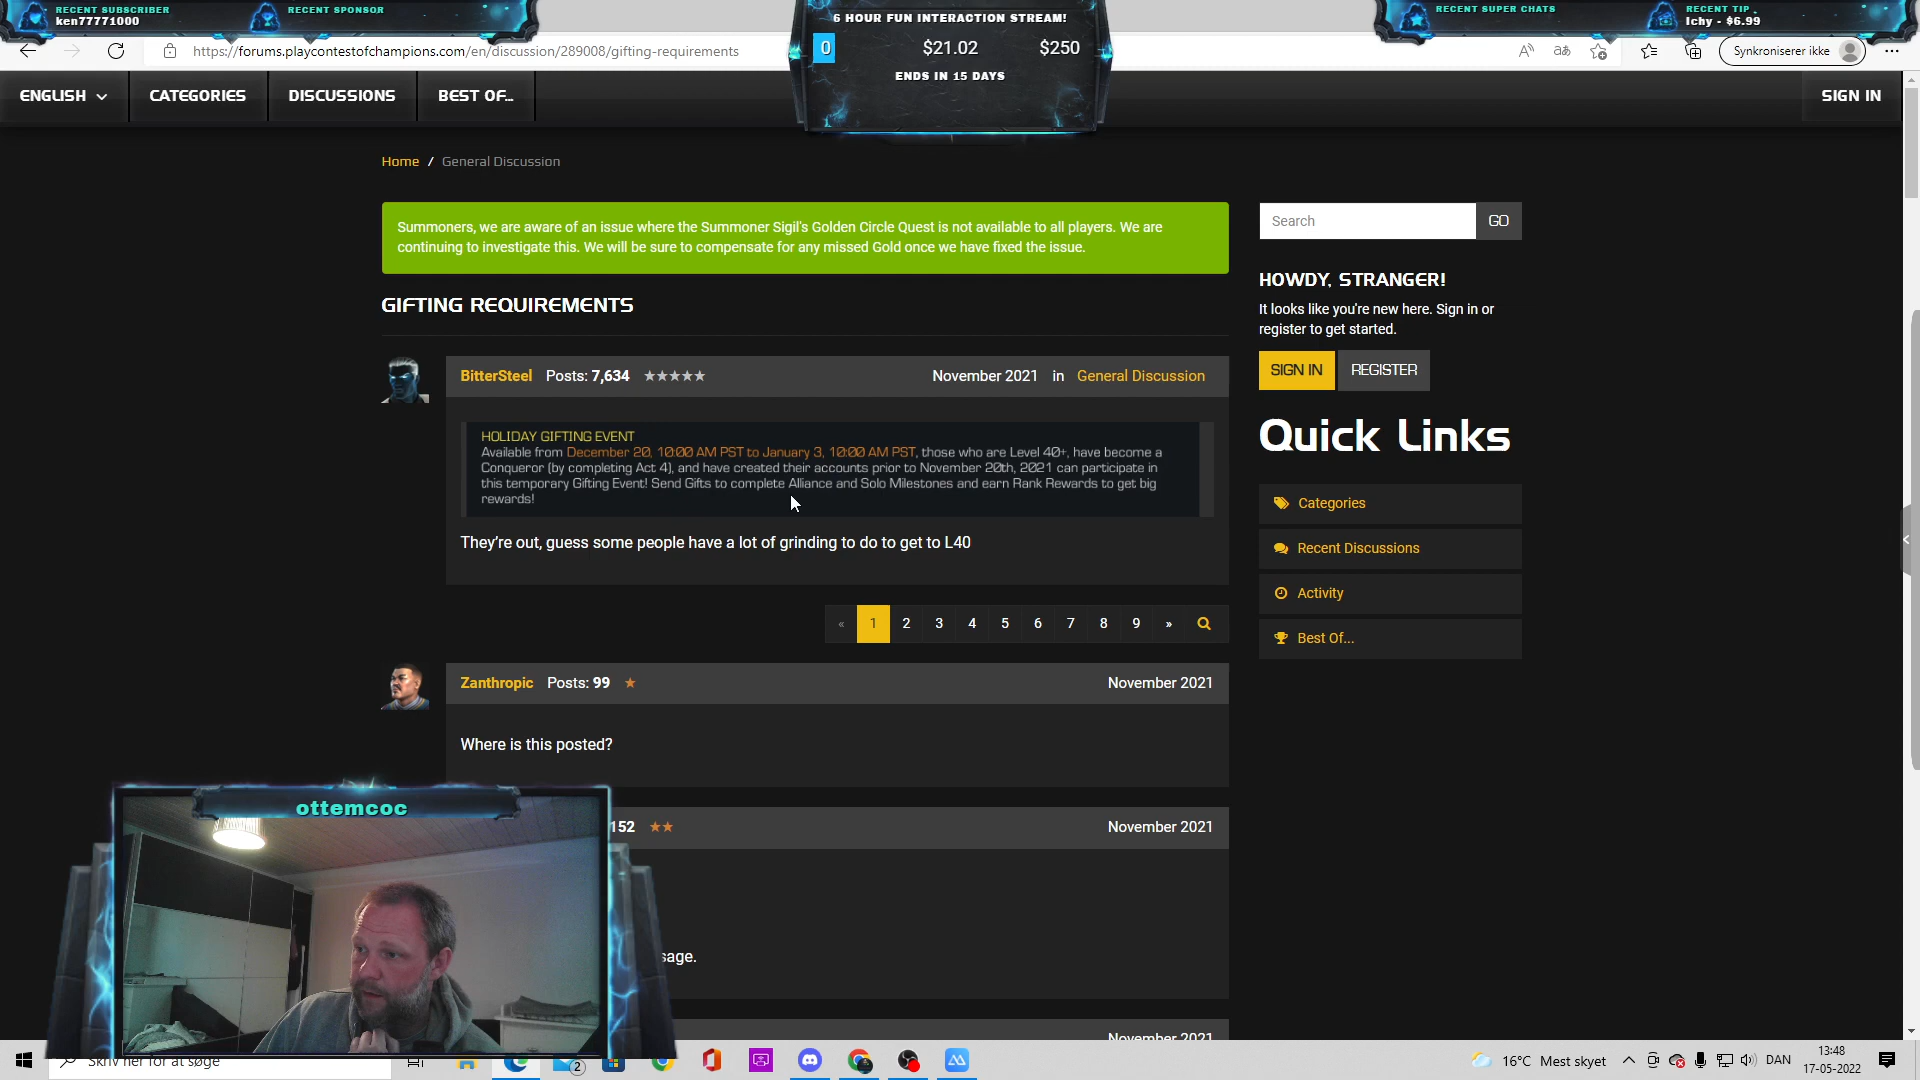 RECENT SUBSCRIBER
ken77771000
RECENT SPONSOR
6 HOUR FUN INTERACTION STREAM!
0 $21.02 $250
ENDS IN 15 DAYS
RECENT SUPER CHATS
RECENT TIP
Ichy - $6.99
https://forums.playcontestofchampions.com/en/discussion/289008/gifting-requirements
Synkroniserer ikke
ENGLISH CATEGORIES DISCUSSIONS BEST OF... SIGN IN
Home / General Discussion
Summoners, we are aware of an issue where the Summoner Sigil's Golden Circle Quest is not available to all players. We are
continuing to investigate this. We will be sure to compensate for any missed Gold once we have fixed the issue.
Search GO
GIFTING REQUIREMENTS
HOWDY, STRANGER!
It looks like you're new here. Sign in or
register to get started.
SIGN IN REGISTER
BitterSteel Posts: 7,634 ★★★★★ November 2021 in General Discussion
HOLIDAY GIFTING EVENT
Available from December 20, 10:00 AM PST to January 3, 10:00 AM PST, those who are Level 40+, have become a
Conqueror (by completing Act 4), and have created their accounts prior to November 20th, 2021 can participate in
this temporary Gifting Event! Send Gifts to complete Alliance and Solo Milestones and earn Rank Rewards to get big
rewards!
They're out, guess some people have a lot of grinding to do to get to L40
Quick Links
Categories
Recent Discussions
Activity
Best Of...
« 1 2 3 4 5 6 7 8 9 »
Zanthropic Posts: 99 ★ November 2021
Where is this posted?
ottemcoc
152 ★★ November 2021
sage.
November 2021
Skriv her for at søge
2
16°C Mest skyet
DAN
13:48
17-05-2022